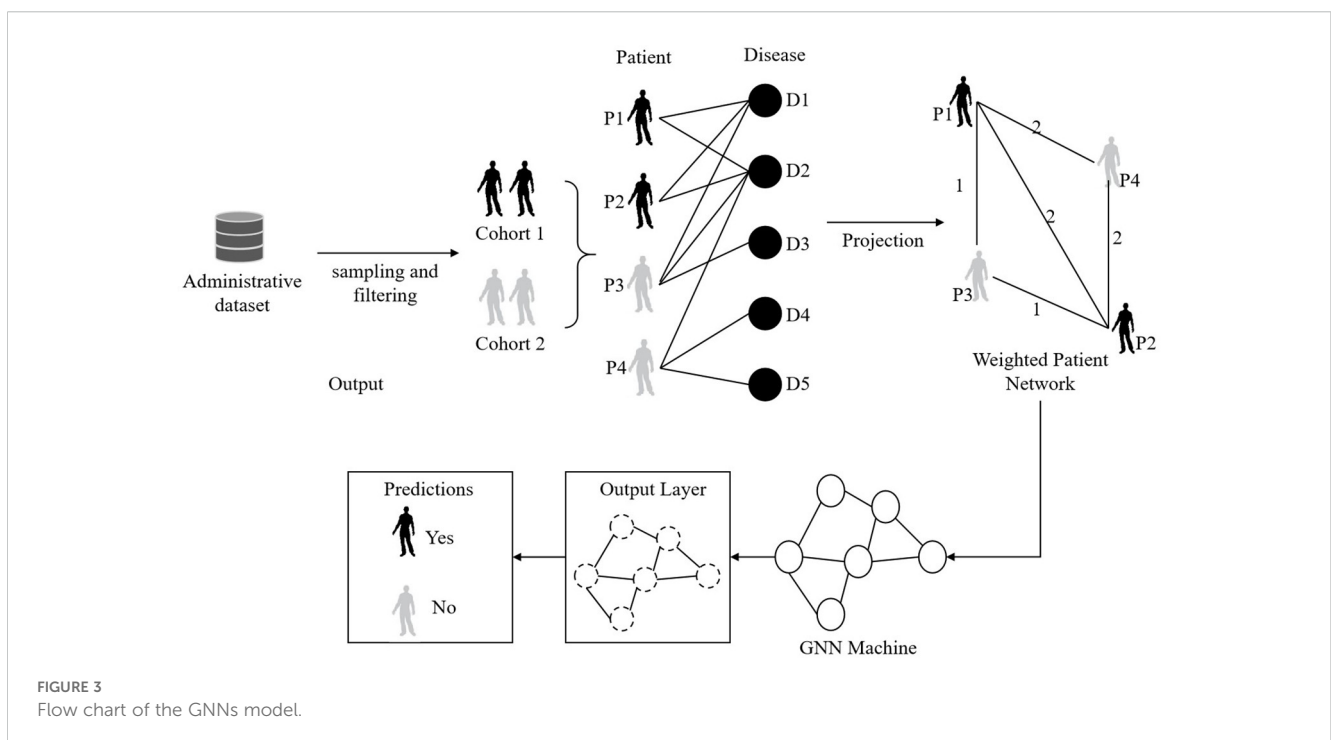 Patient
Disease
P1
D1
P2
D2
P3
D3
P4
D4
D5
Administrative
dataset
sampling and
filtering
Cohort 1
Cohort 2
Projection
P1
2
P4
1
2
2
P3
1
P2
Weighted Patient
Network
Output
Predictions
Yes
No
Output Layer
GNN Machine
FIGURE 3
Flow chart of the GNNs model.